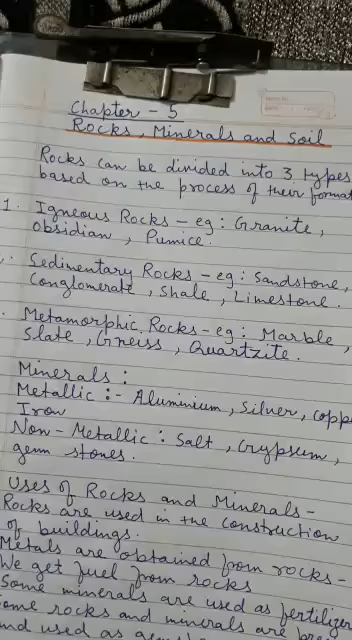 Chapter - 5
Rocks, Minerals and Soil
Rocks can be divided into 3 types
based on the process of their format
1. Igneous Rocks - eg: Granite,
Obsidian, Pumice.
Sedimentary Rocks - eg: Sandstone,
Conglomerate, Shale, Limestone.
Metamorphic Rocks - eg: Marble,
Slate, Gneiss, Quartzite.
Minerals:
Metallic :- Aluminium, Silver, copp
Iron
Non-Metallic : Salt, Gypsum,
gem stones.
Uses of Rocks and Minerals -
Rocks are used in the construction
of buildings.
Metals are obtained from rocks -
We get fuel from rocks
Some minerals are used as fertilizer
ome rocks and minerals are
nd used as